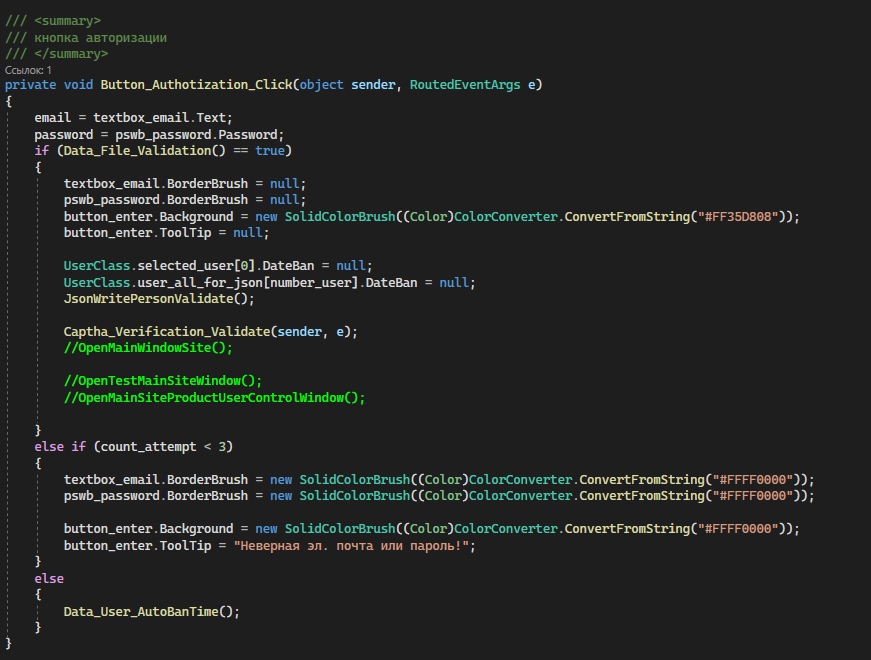 /// <summary>
/// кнопка авторизации
/// </summary>
Ссылок: 1
private void Button_Authotization_Click(object sender, RoutedEventArgs e)
{
    email = textbox_email.Text;
    password = pswb_password.Password;
    if (Data_File_Validation() == true)
    {
        textbox_email.BorderBrush = null;
        pswb_password.BorderBrush = null;
        button_enter.Background = new SolidColorBrush((Color)ColorConverter.ConvertFromString("#FF35D808"));
        button_enter.ToolTip = null;

        UserClass.selected_user[0].DateBan = null;
        UserClass.user_all_for_json[number_user].DateBan = null;
        JsonWritePersonValidate();

        Captha_Verification_Validate(sender, e);
        //OpenMainWindowSite();

        //OpenTestMainSiteWindow();
        //OpenMainSiteProductUserControlWindow();

    }
    else if (count_attempt < 3)
    {
        textbox_email.BorderBrush = new SolidColorBrush((Color)ColorConverter.ConvertFromString("#FFFF0000"));
        pswb_password.BorderBrush = new SolidColorBrush((Color)ColorConverter.ConvertFromString("#FFFF0000"));

        button_enter.Background = new SolidColorBrush((Color)ColorConverter.ConvertFromString("#FFFF0000"));
        button_enter.ToolTip = "Неверная эл. почта или пароль!";
    }
    else
    {
        Data_User_AutoBanTime();
    }
}